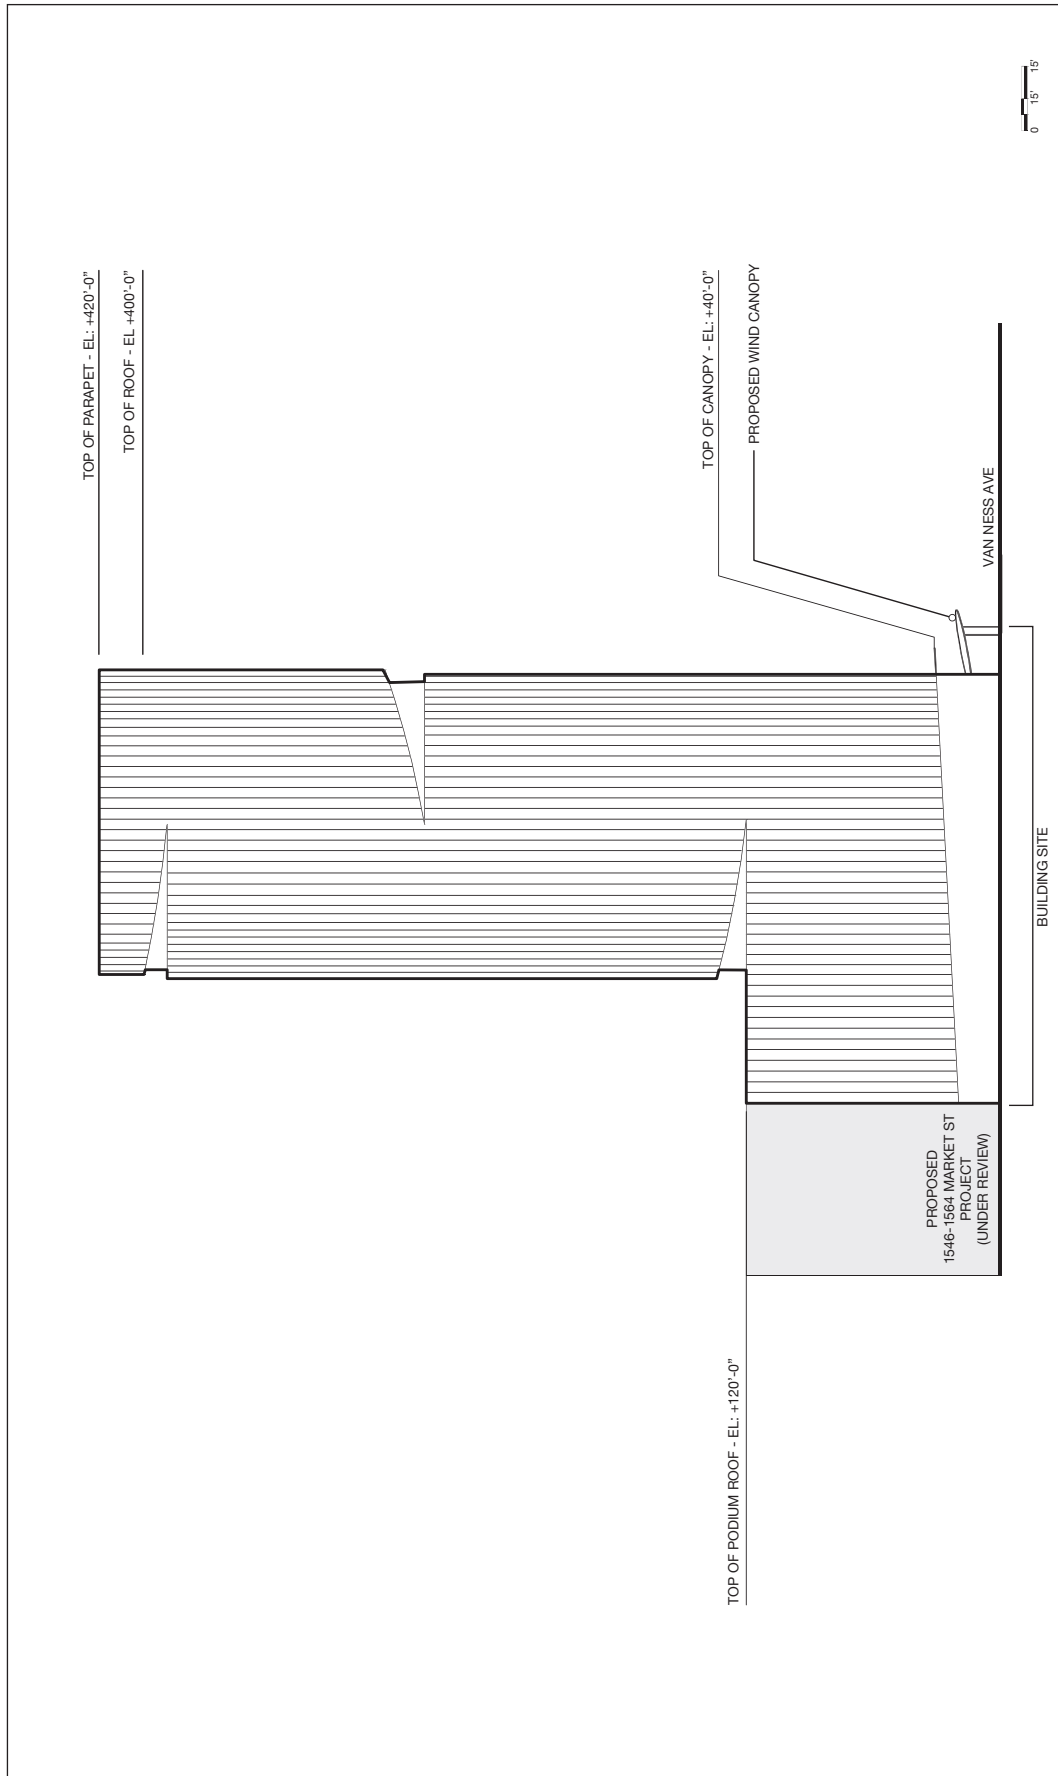 TOP OF PARAPET - EL: +420'-0"
TOP OF ROOF - EL +400'-0"
TOP OF CANOPY - EL: +40'-0"
PROPOSED WIND CANOPY
VAN NESS AVE
BUILDING SITE
PROPOSED
1546-1564 MARKET ST
PROJECT
(UNDER REVIEW)
TOP OF PODIUM ROOF - EL: +120'-0"
0 15' 15'